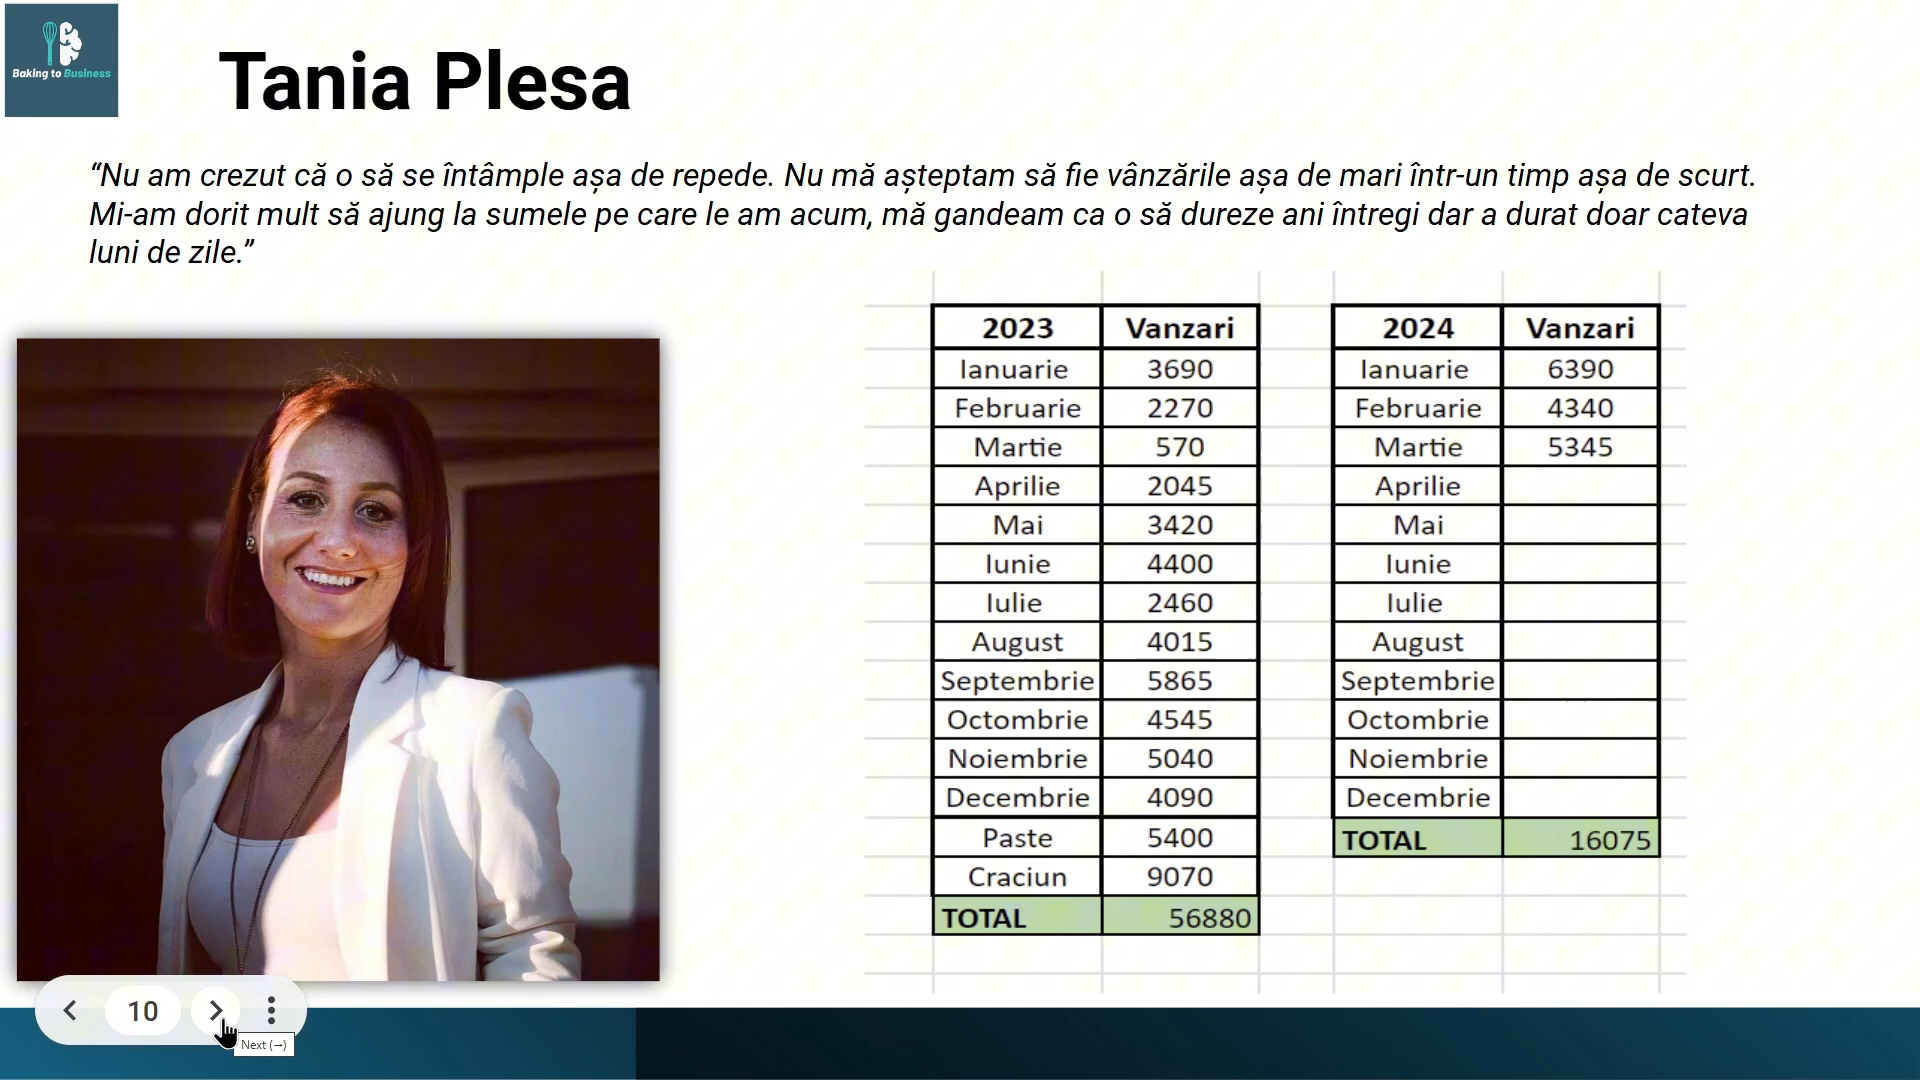 Baking to Business
Tania Plesa
“Nu am crezut că o să se întâmple așa de repede. Nu mă așteptam să fie vânzările așa de mari într-un timp așa de scurt.
Mi-am dorit mult să ajung la sumele pe care le am acum, mă gandeam ca o să dureze ani întregi dar a durat doar cateva
luni de zile.”
2023 Vanzari
Ianuarie 3690
Februarie 2270
Martie 570
Aprilie 2045
Mai 3420
Iunie 4400
Iulie 2460
August 4015
Septembrie 5865
Octombrie 4545
Noiembrie 5040
Decembrie 4090
Paste 5400
Craciun 9070
TOTAL 56880
2024 Vanzari
Ianuarie 6390
Februarie 4340
Martie 5345
Aprilie
Mai
Iunie
Iulie
August
Septembrie
Octombrie
Noiembrie
Decembrie
TOTAL 16075
10
Next (→)